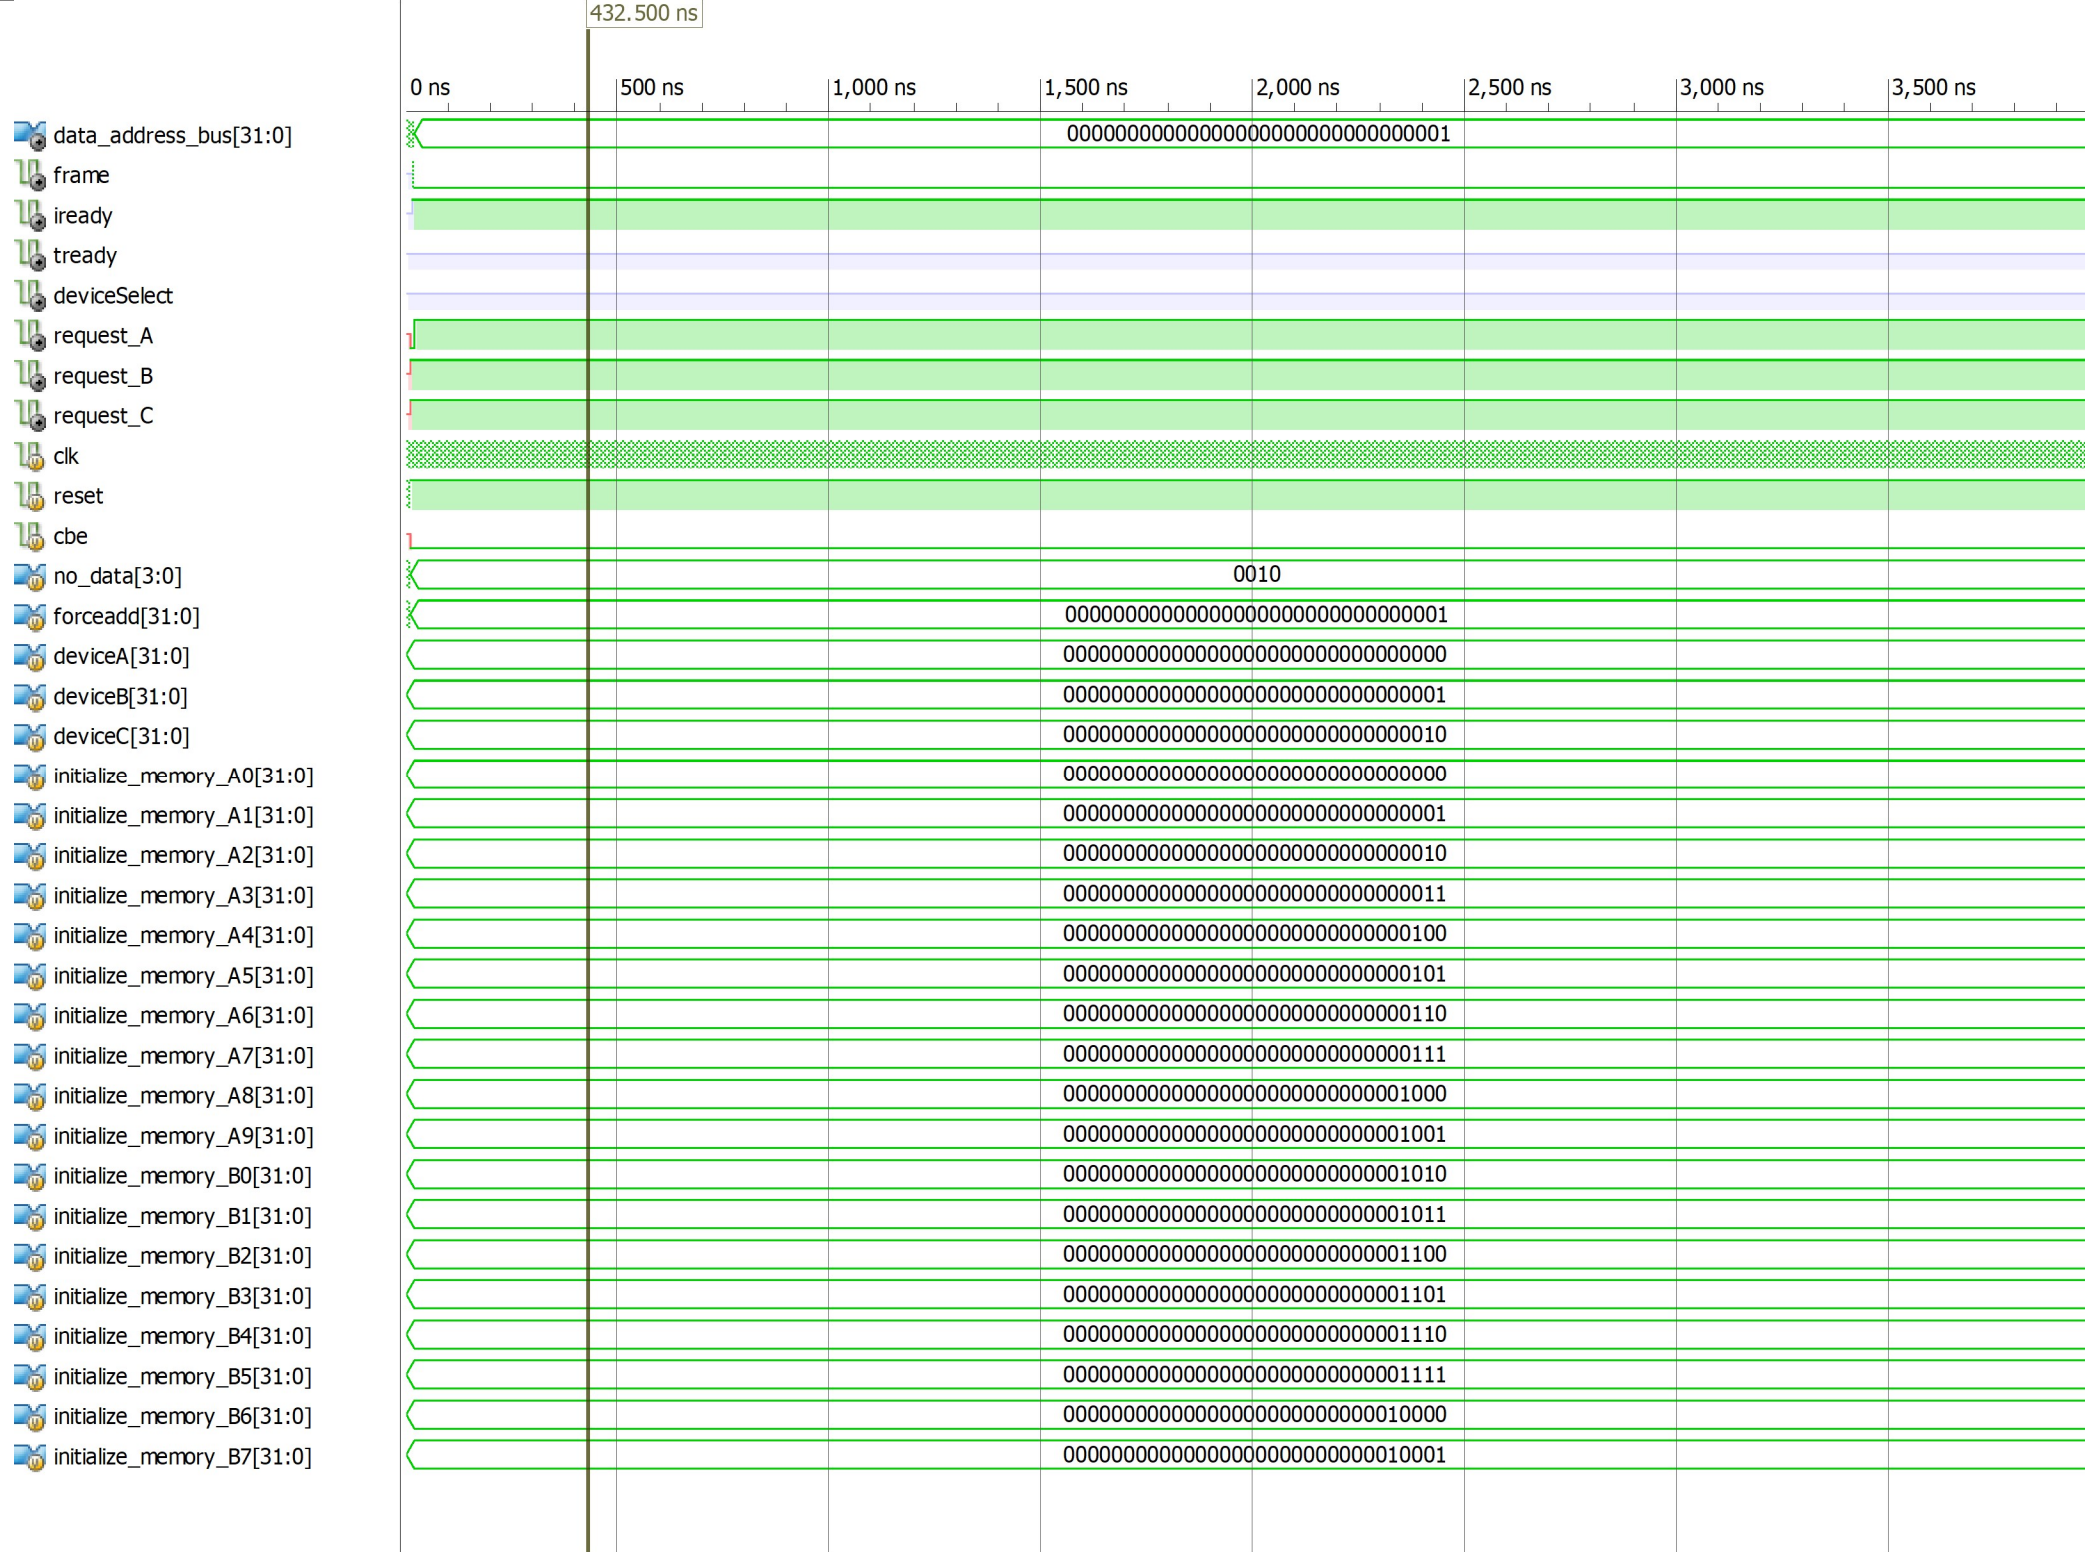 432.500 ns
0 ns 500 ns 1,000 ns 1,500 ns 2,000 ns 2,500 ns 3,000 ns 3,500 ns
data_address_bus[31:0] 00000000000000000000000000000001
frame
iready
tready
deviceSelect
request_A
request_B
request_C
clk
reset
cbe
no_data[3:0] 0010
forceadd[31:0] 00000000000000000000000000000001
deviceA[31:0] 00000000000000000000000000000000
deviceB[31:0] 00000000000000000000000000000001
deviceC[31:0] 00000000000000000000000000000010
initialize_memory_A0[31:0] 00000000000000000000000000000000
initialize_memory_A1[31:0] 00000000000000000000000000000001
initialize_memory_A2[31:0] 00000000000000000000000000000010
initialize_memory_A3[31:0] 00000000000000000000000000000011
initialize_memory_A4[31:0] 00000000000000000000000000000100
initialize_memory_A5[31:0] 00000000000000000000000000000101
initialize_memory_A6[31:0] 00000000000000000000000000000110
initialize_memory_A7[31:0] 00000000000000000000000000000111
initialize_memory_A8[31:0] 00000000000000000000000000001000
initialize_memory_A9[31:0] 00000000000000000000000000001001
initialize_memory_B0[31:0] 00000000000000000000000000001010
initialize_memory_B1[31:0] 00000000000000000000000000001011
initialize_memory_B2[31:0] 00000000000000000000000000001100
initialize_memory_B3[31:0] 00000000000000000000000000001101
initialize_memory_B4[31:0] 00000000000000000000000000001110
initialize_memory_B5[31:0] 00000000000000000000000000001111
initialize_memory_B6[31:0] 00000000000000000000000000010000
initialize_memory_B7[31:0] 00000000000000000000000000010001